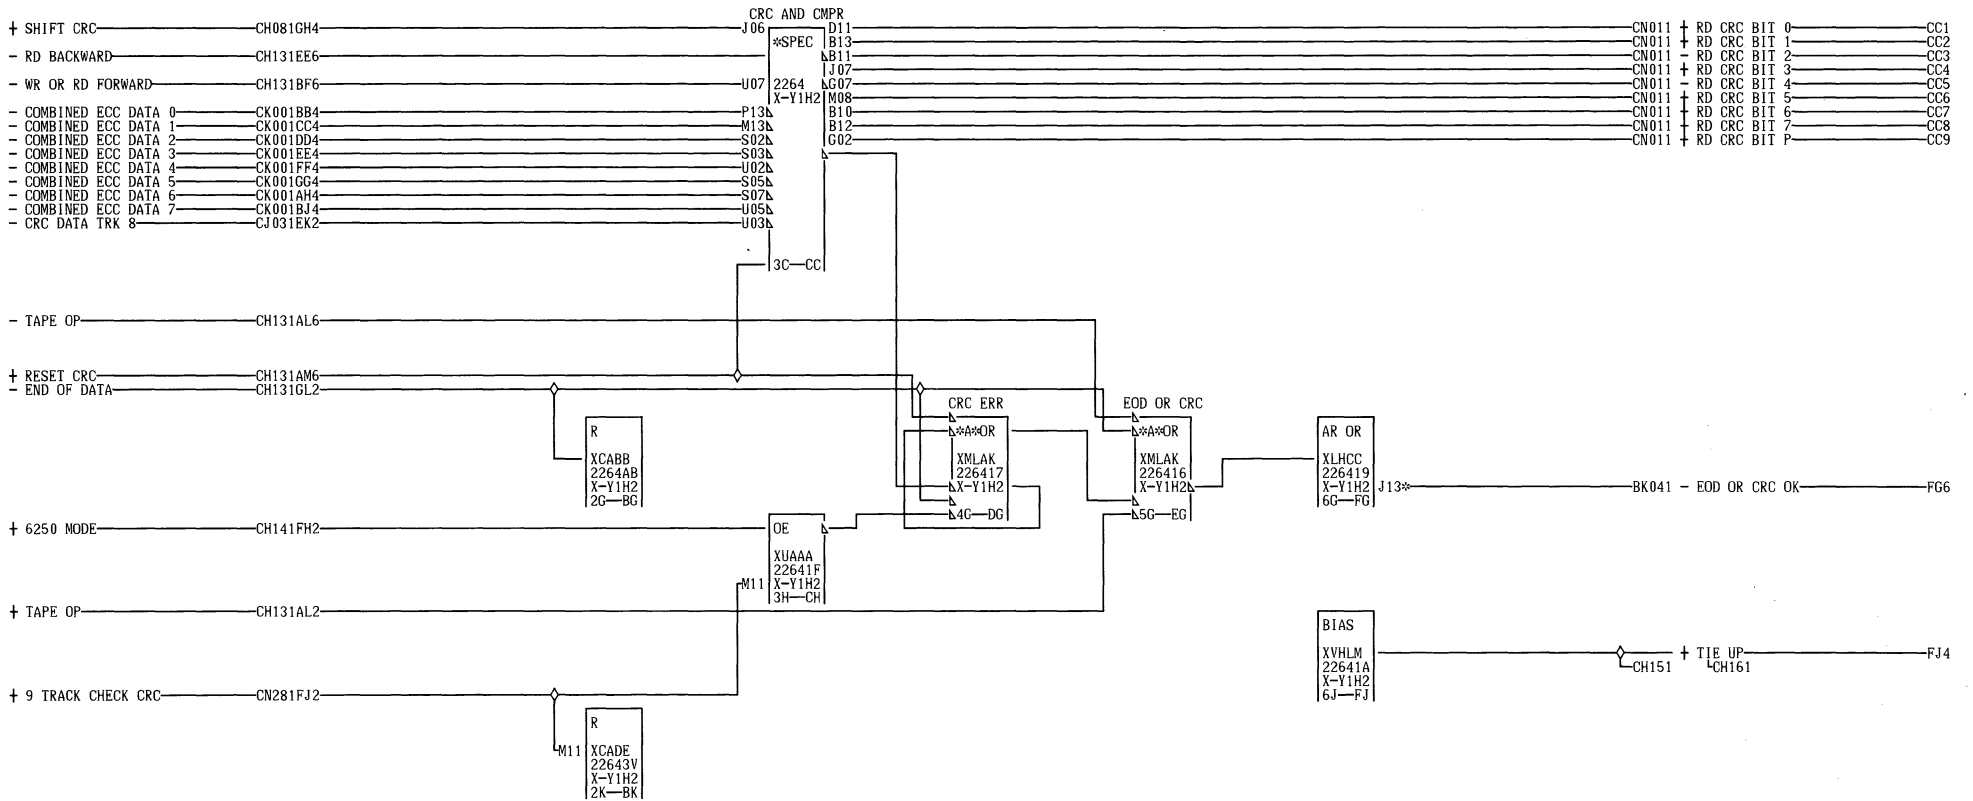 CRC AND CMPR
+ SHIFT CRC CH081GH4 J06 D11 CN011 + RD CRC BIT 0 CC1
*SPEC B13 CN011 + RD CRC BIT 1 CC2
- RD BACKWARD CH131EE6 B11 CN011 - RD CRC BIT 2 CC3
J07 CN011 + RD CRC BIT 3 CC4
- WR OR RD FORWARD CH131BF6 U07 2264 G07 CN011 - RD CRC BIT 4 CC5
X-Y1H2 M08 CN011 + RD CRC BIT 5 CC6
- COMBINED ECC DATA 0 CK001BB4 P13 B10 CN011 + RD CRC BIT 6 CC7
- COMBINED ECC DATA 1 CK001CC4 M13 B12 CN011 + RD CRC BIT 7 CC8
- COMBINED ECC DATA 2 CK001DD4 S02 G02 CN011 + RD CRC BIT P CC9
- COMBINED ECC DATA 3 CK001EE4 S03
- COMBINED ECC DATA 4 CK001FF4 U02
- COMBINED ECC DATA 5 CK001GG4 S05
- COMBINED ECC DATA 6 CK001AH4 S07
- COMBINED ECC DATA 7 CK001BJ4 U05
- CRC DATA TRK 8 CJ031EK2 U03
3C CC
- TAPE OP CH131AL6
+ RESET CRC CH131AM6
- END OF DATA CH131GL2
CRC ERR EOD OR CRC
R *A*OR *A*OR AR OR
XCABB XMLAK XMLAK XLHCC
2264AB 226417 226416 226419
X-Y1H2 X-Y1H2 X-Y1H2 X-Y1H2 J13* BK041 - EOD OR CRC OK FG6
2G BG 6G FG
4G DG 5G EG
+ 6250 MODE CH141FH2 OE
XUAAA
22641F
M11 X-Y1H2
3H CH
+ TAPE OP CH131AL2
BIAS
XVHLM + TIE UP FJ4
22641A CH151 CH161
X-Y1H2
6J FJ
+ 9 TRACK CHECK CRC CN281FJ2
R
M11 XCADE
22643V
X-Y1H2
2K BK